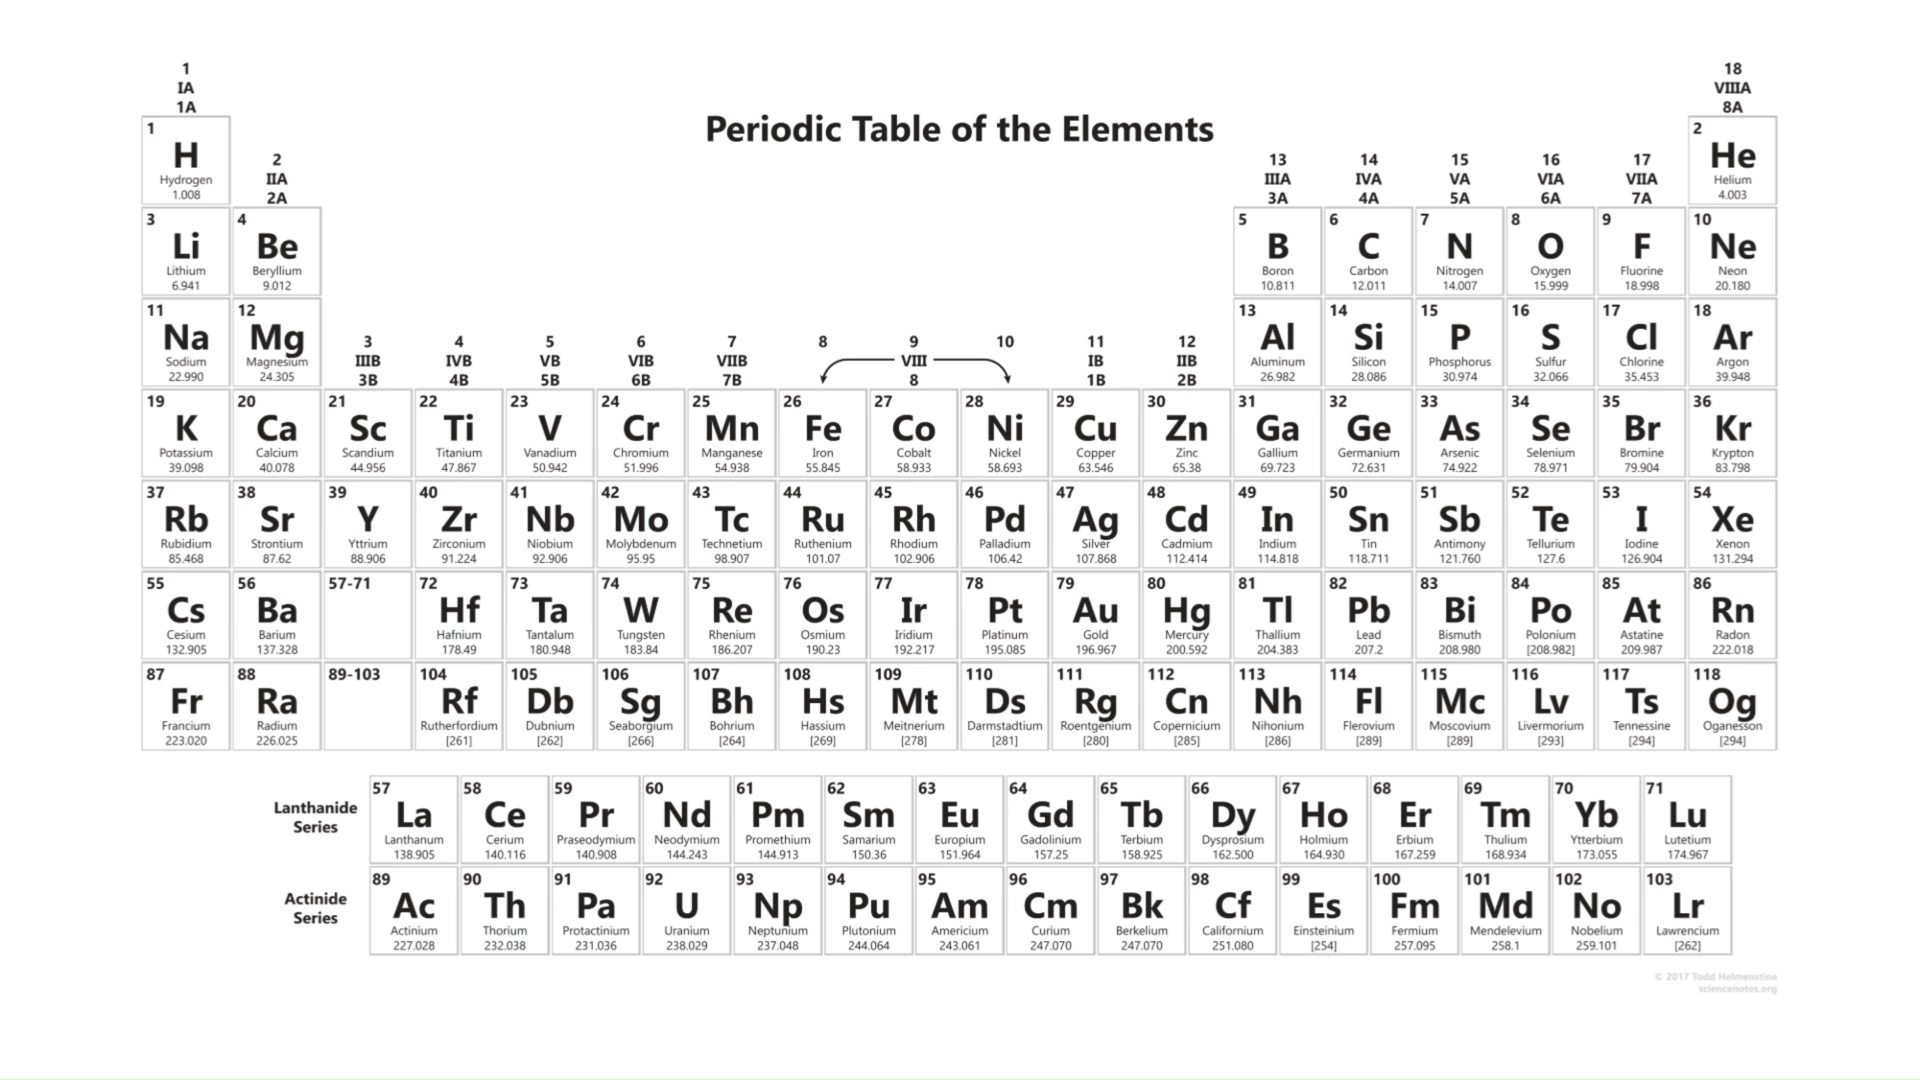 Periodic Table of the Elements
1 18
IA VIIIA
1A 8A
1 2
H He
Hydrogen Helium
1.008 4.003
2 13 14 15 16 17
IIA IIIA IVA VA VIA VIIA
2A 3A 4A 5A 6A 7A
3 4 5 6 7 8 9 10
Li Be B C N O F Ne
Lithium Beryllium Boron Carbon Nitrogen Oxygen Fluorine Neon
6.941 9.012 10.811 12.011 14.007 15.999 18.998 20.180
11 12 13 14 15 16 17 18
Na Mg Al Si P S Cl Ar
Sodium Magnesium Aluminum Silicon Phosphorus Sulfur Chlorine Argon
22.990 24.305 26.982 28.086 30.974 32.066 35.453 39.948
3 4 5 6 7 8 9 10 11 12
IIIB IVB VB VIB VIIB VIII IB IIB
3B 4B 5B 6B 7B 8 1B 2B
19 20 21 22 23 24 25 26 27 28 29 30 31 32 33 34 35 36
K Ca Sc Ti V Cr Mn Fe Co Ni Cu Zn Ga Ge As Se Br Kr
Potassium Calcium Scandium Titanium Vanadium Chromium Manganese Iron Cobalt Nickel Copper Zinc Gallium Germanium Arsenic Selenium Bromine Krypton
39.098 40.078 44.956 47.867 50.942 51.996 54.938 55.845 58.933 58.693 63.546 65.38 69.723 72.631 74.922 78.971 79.904 83.798
37 38 39 40 41 42 43 44 45 46 47 48 49 50 51 52 53 54
Rb Sr Y Zr Nb Mo Tc Ru Rh Pd Ag Cd In Sn Sb Te I Xe
Rubidium Strontium Yttrium Zirconium Niobium Molybdenum Technetium Ruthenium Rhodium Palladium Silver Cadmium Indium Tin Antimony Tellurium Iodine Xenon
85.468 87.62 88.906 91.224 92.906 95.95 98.907 101.07 102.906 106.42 107.868 112.414 114.818 118.711 121.760 127.6 126.904 131.294
55 56 57-71 72 73 74 75 76 77 78 79 80 81 82 83 84 85 86
Cs Ba Hf Ta W Re Os Ir Pt Au Hg Tl Pb Bi Po At Rn
Cesium Barium Hafnium Tantalum Tungsten Rhenium Osmium Iridium Platinum Gold Mercury Thallium Lead Bismuth Polonium Astatine Radon
132.905 137.328 178.49 180.948 183.84 186.207 190.23 192.217 195.085 196.967 200.592 204.383 207.2 208.980 [208.982] 209.987 222.018
87 88 89-103 104 105 106 107 108 109 110 111 112 113 114 115 116 117 118
Fr Ra Rf Db Sg Bh Hs Mt Ds Rg Cn Nh Fl Mc Lv Ts Og
Francium Radium Rutherfordium Dubnium Seaborgium Bohrium Hassium Meitnerium Darmstadtium Roentgenium Copernicium Nihonium Flerovium Moscovium Livermorium Tennessine Oganesson
223.020 226.025 [261] [262] [266] [264] [269] [278] [281] [280] [285] [286] [289] [289] [293] [294] [294]
Lanthanide
Series
57 58 59 60 61 62 63 64 65 66 67 68 69 70 71
La Ce Pr Nd Pm Sm Eu Gd Tb Dy Ho Er Tm Yb Lu
Lanthanum Cerium Praseodymium Neodymium Promethium Samarium Europium Gadolinium Terbium Dysprosium Holmium Erbium Thulium Ytterbium Lutetium
138.905 140.116 140.908 144.243 144.913 150.36 151.964 157.25 158.925 162.500 164.930 167.259 168.934 173.055 174.967
Actinide
Series
89 90 91 92 93 94 95 96 97 98 99 100 101 102 103
Ac Th Pa U Np Pu Am Cm Bk Cf Es Fm Md No Lr
Actinium Thorium Protactinium Uranium Neptunium Plutonium Americium Curium Berkelium Californium Einsteinium Fermium Mendelevium Nobelium Lawrencium
227.028 232.038 231.036 238.029 237.048 244.064 243.061 247.070 247.070 251.080 [254] 257.095 258.1 259.101 [262]
© 2017 Todd Helmenstine
sciencenotes.org